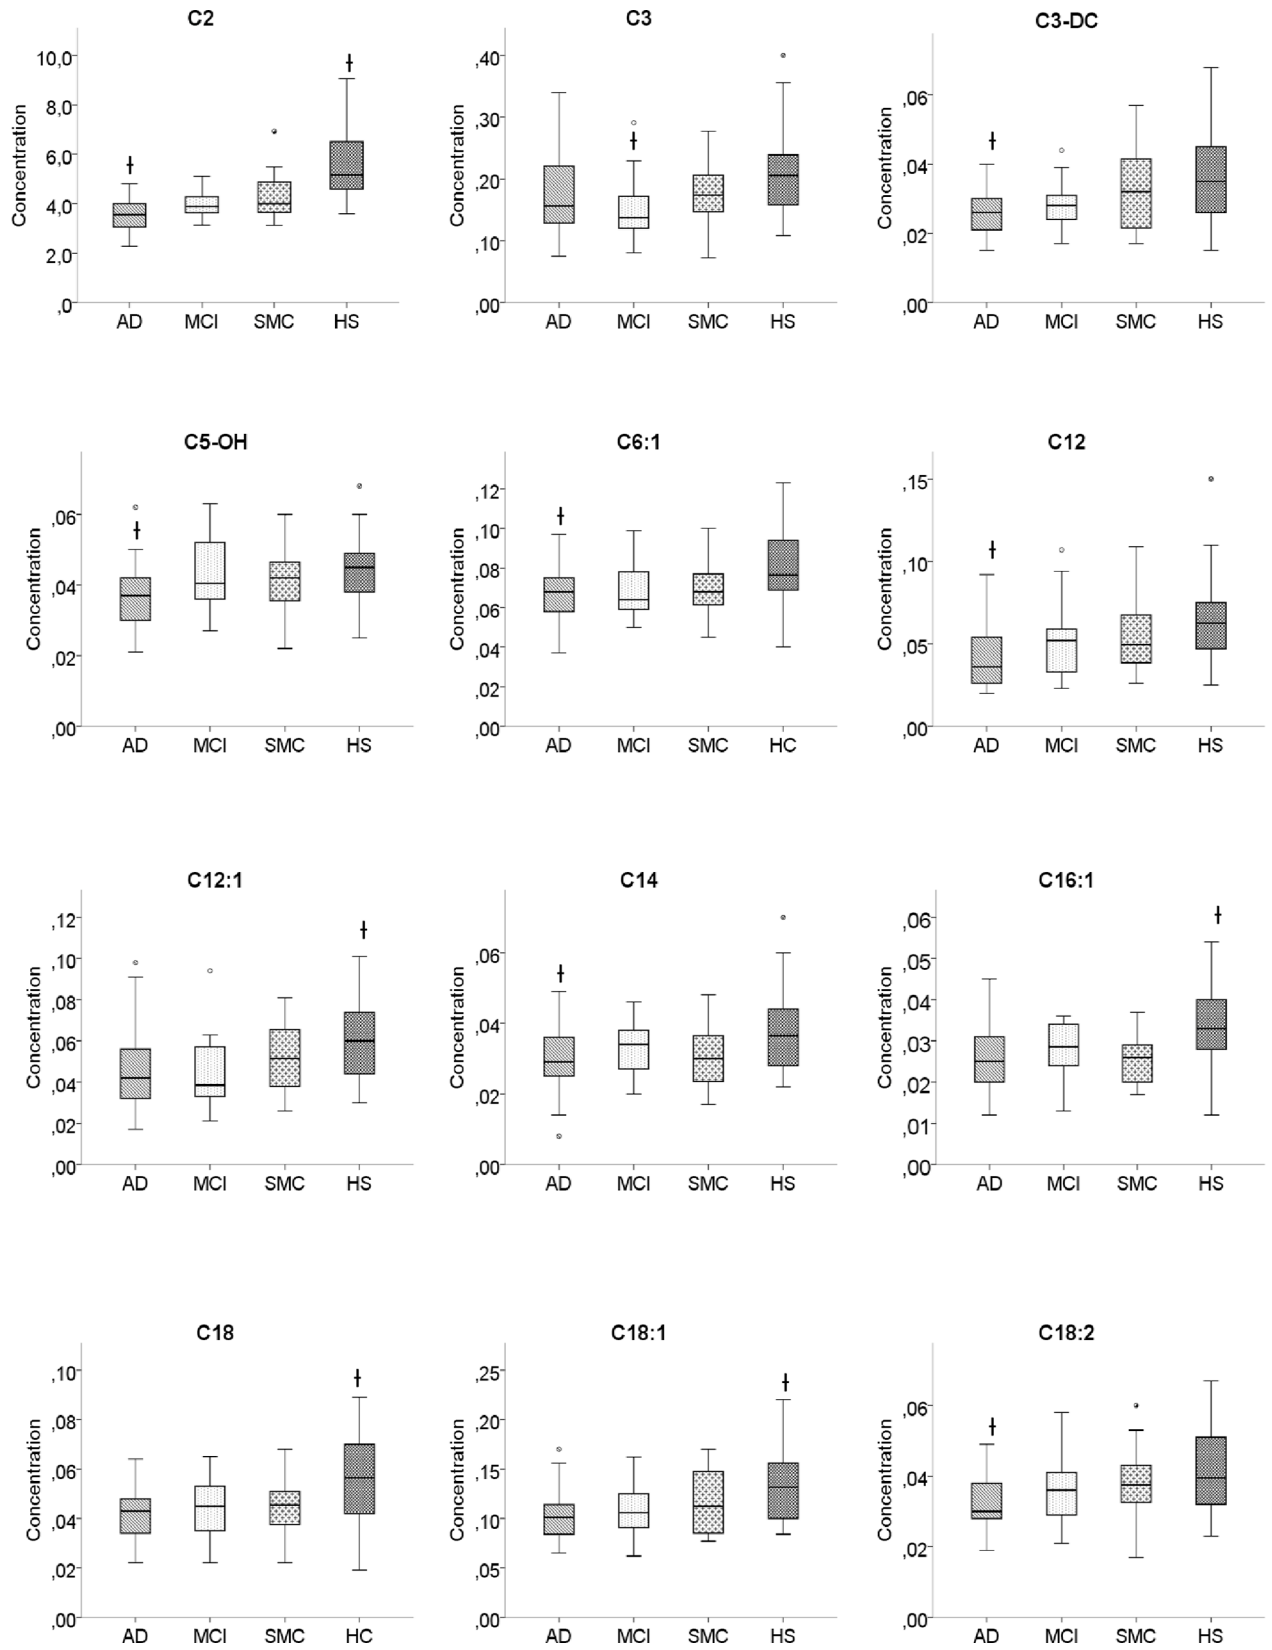 C2 C3 C3-DC
Concentration Concentration Concentration
10,0 ,40 ,06
8,0 ,30 ,04
6,0 ,20 ,02
4,0 ,10 ,00
2,0 ,00
,0
AD MCI SMC HS AD MCI SMC HS AD MCI SMC HS
C5-OH C6:1 C12
Concentration Concentration Concentration
,06 ,12 ,15
,04 ,10 ,10
,02 ,08 ,05
,00 ,06 ,00
,04
,02
,00
AD MCI SMC HS AD MCI SMC HC AD MCI SMC HS
C12:1 C14 C16:1
Concentration Concentration Concentration
,12 ,06 ,06
,10 ,04 ,05
,08 ,02 ,04
,06 ,00 ,03
,04 ,02
,02 ,01
,00 ,00
AD MCI SMC HS AD MCI SMC HS AD MCI SMC HS
C18 C18:1 C18:2
Concentration Concentration Concentration
,10 ,25 ,06
,08 ,20 ,04
,06 ,15 ,02
,04 ,10 ,00
,02 ,05
,00 ,00
AD MCI SMC HC AD MCI SMC HS AD MCI SMC HS